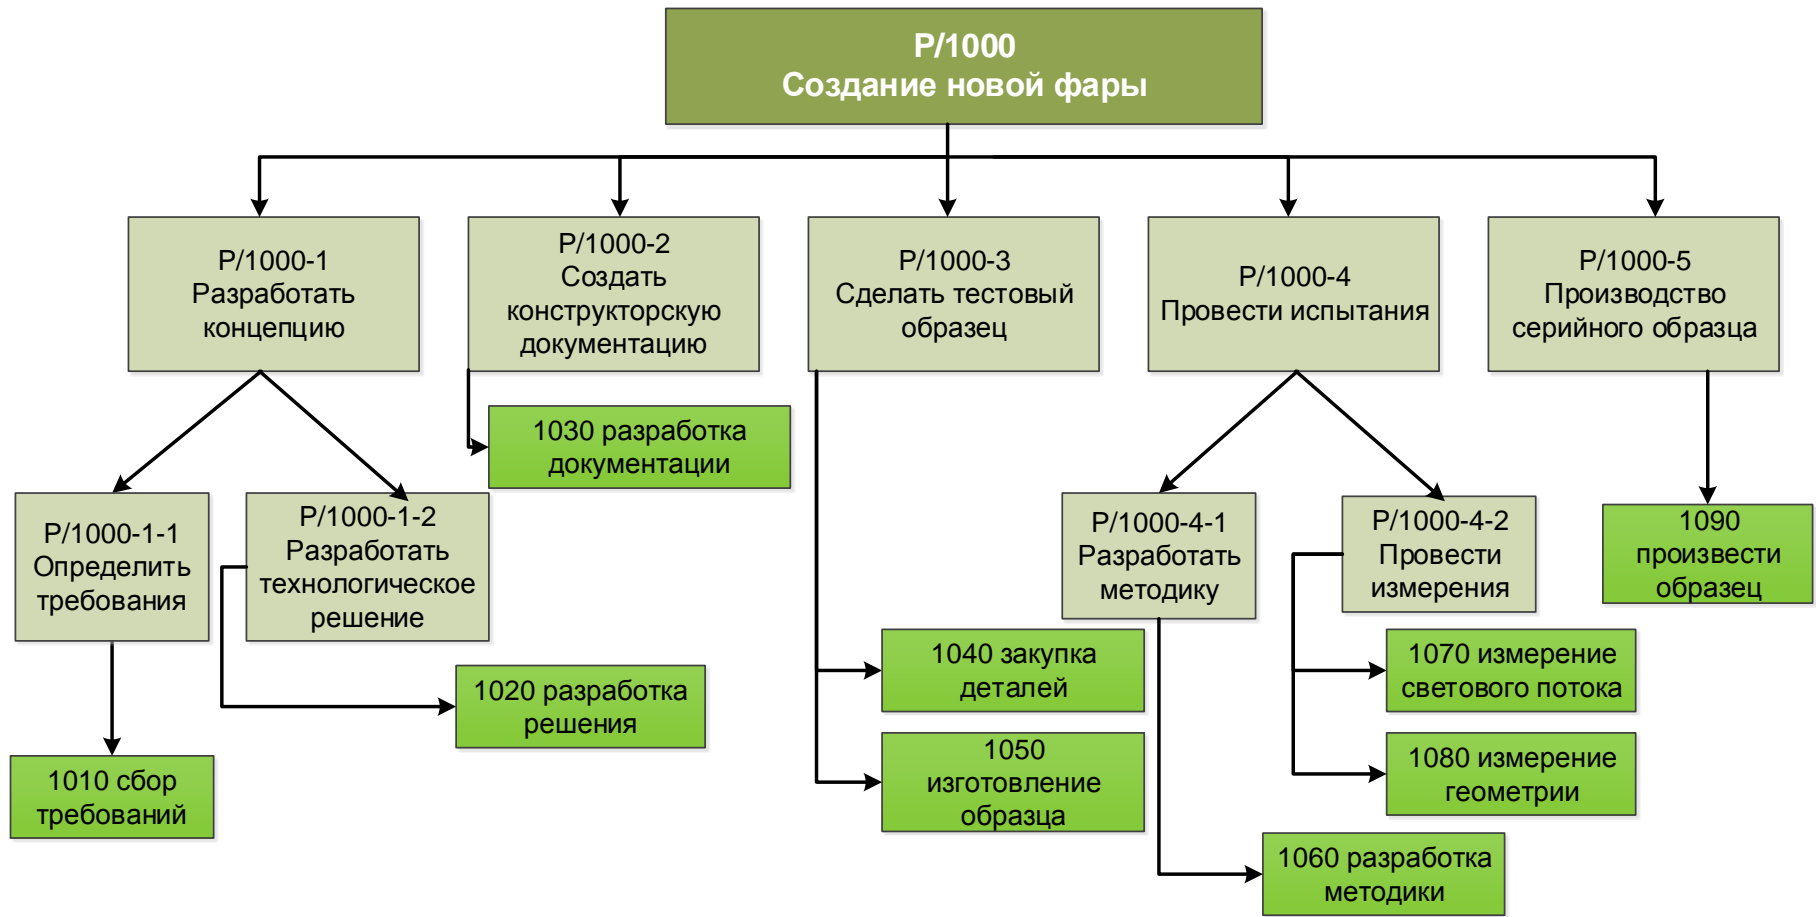 P/1000
Создание новой фары
P/1000-1
Разработать
концепцию
P/1000-2
Создать
конструкторскую
документацию
P/1000-3
Сделать тестовый
образец
P/1000-4
Провести испытания
P/1000-5
Производство
серийного образца
1030 разработка
документации
P/1000-1-1
Определить
требования
P/1000-1-2
Разработать
технологическое
решение
P/1000-4-1
Разработать
методику
P/1000-4-2
Провести
измерения
1090
произвести
образец
1040 закупка
деталей
1070 измерение
светового потока
1020 разработка
решения
1050
изготовление
образца
1080 измерение
геометрии
1010 сбор
требований
1060 разработка
методики